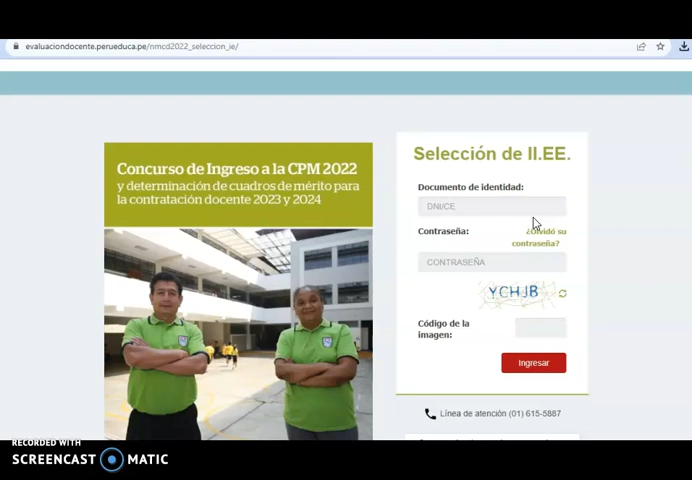 evaluaciondocente.perueduca.pe/nmcd2022_seleccion_ie/
Concurso de Ingreso a la CPM 2022
y determinación de cuadros de mérito para
la contratación docente 2023 y 2024
Selección de II.EE.
Documento de identidad:
DNI/CE
Contraseña:
¿Olvidó su
contraseña?
CONTRASEÑA
YCHJB
Código de la
imagen:
Ingresar
Línea de atención (01) 615-5887
RECORDED WITH
SCREENCAST MATIC